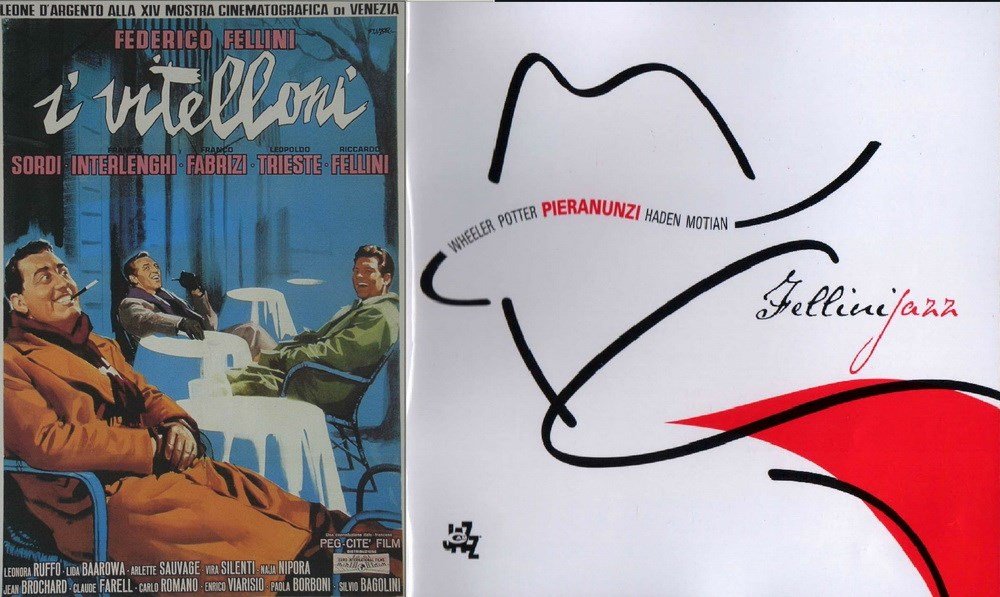 LEONE D'ARGENTO ALLA XIV MOSTRA CINEMATOGRAFICA DI VENEZIA
FEDERICO FELLINI
i vitelloni
FRANCO FRANCO LEOPOLDO RICCARDO
SORDI · INTERLENGHI · FABRIZI · TRIESTE · FELLINI
PEG-CITE' FILM
LEONORA RUFFO · LIDA BAAROWA · ARLETTE SAUVAGE · VIRA SILENTI · NAJA NIPORA
JEAN BROCHARD · CLAUDE FARELL · CARLO ROMANO · ENRICO VIARISIO · PAOLA BORBONI · SILVIO BAGOLINI
WHEELER POTTER PIERANUNZI HADEN MOTIAN
Fellini jazz